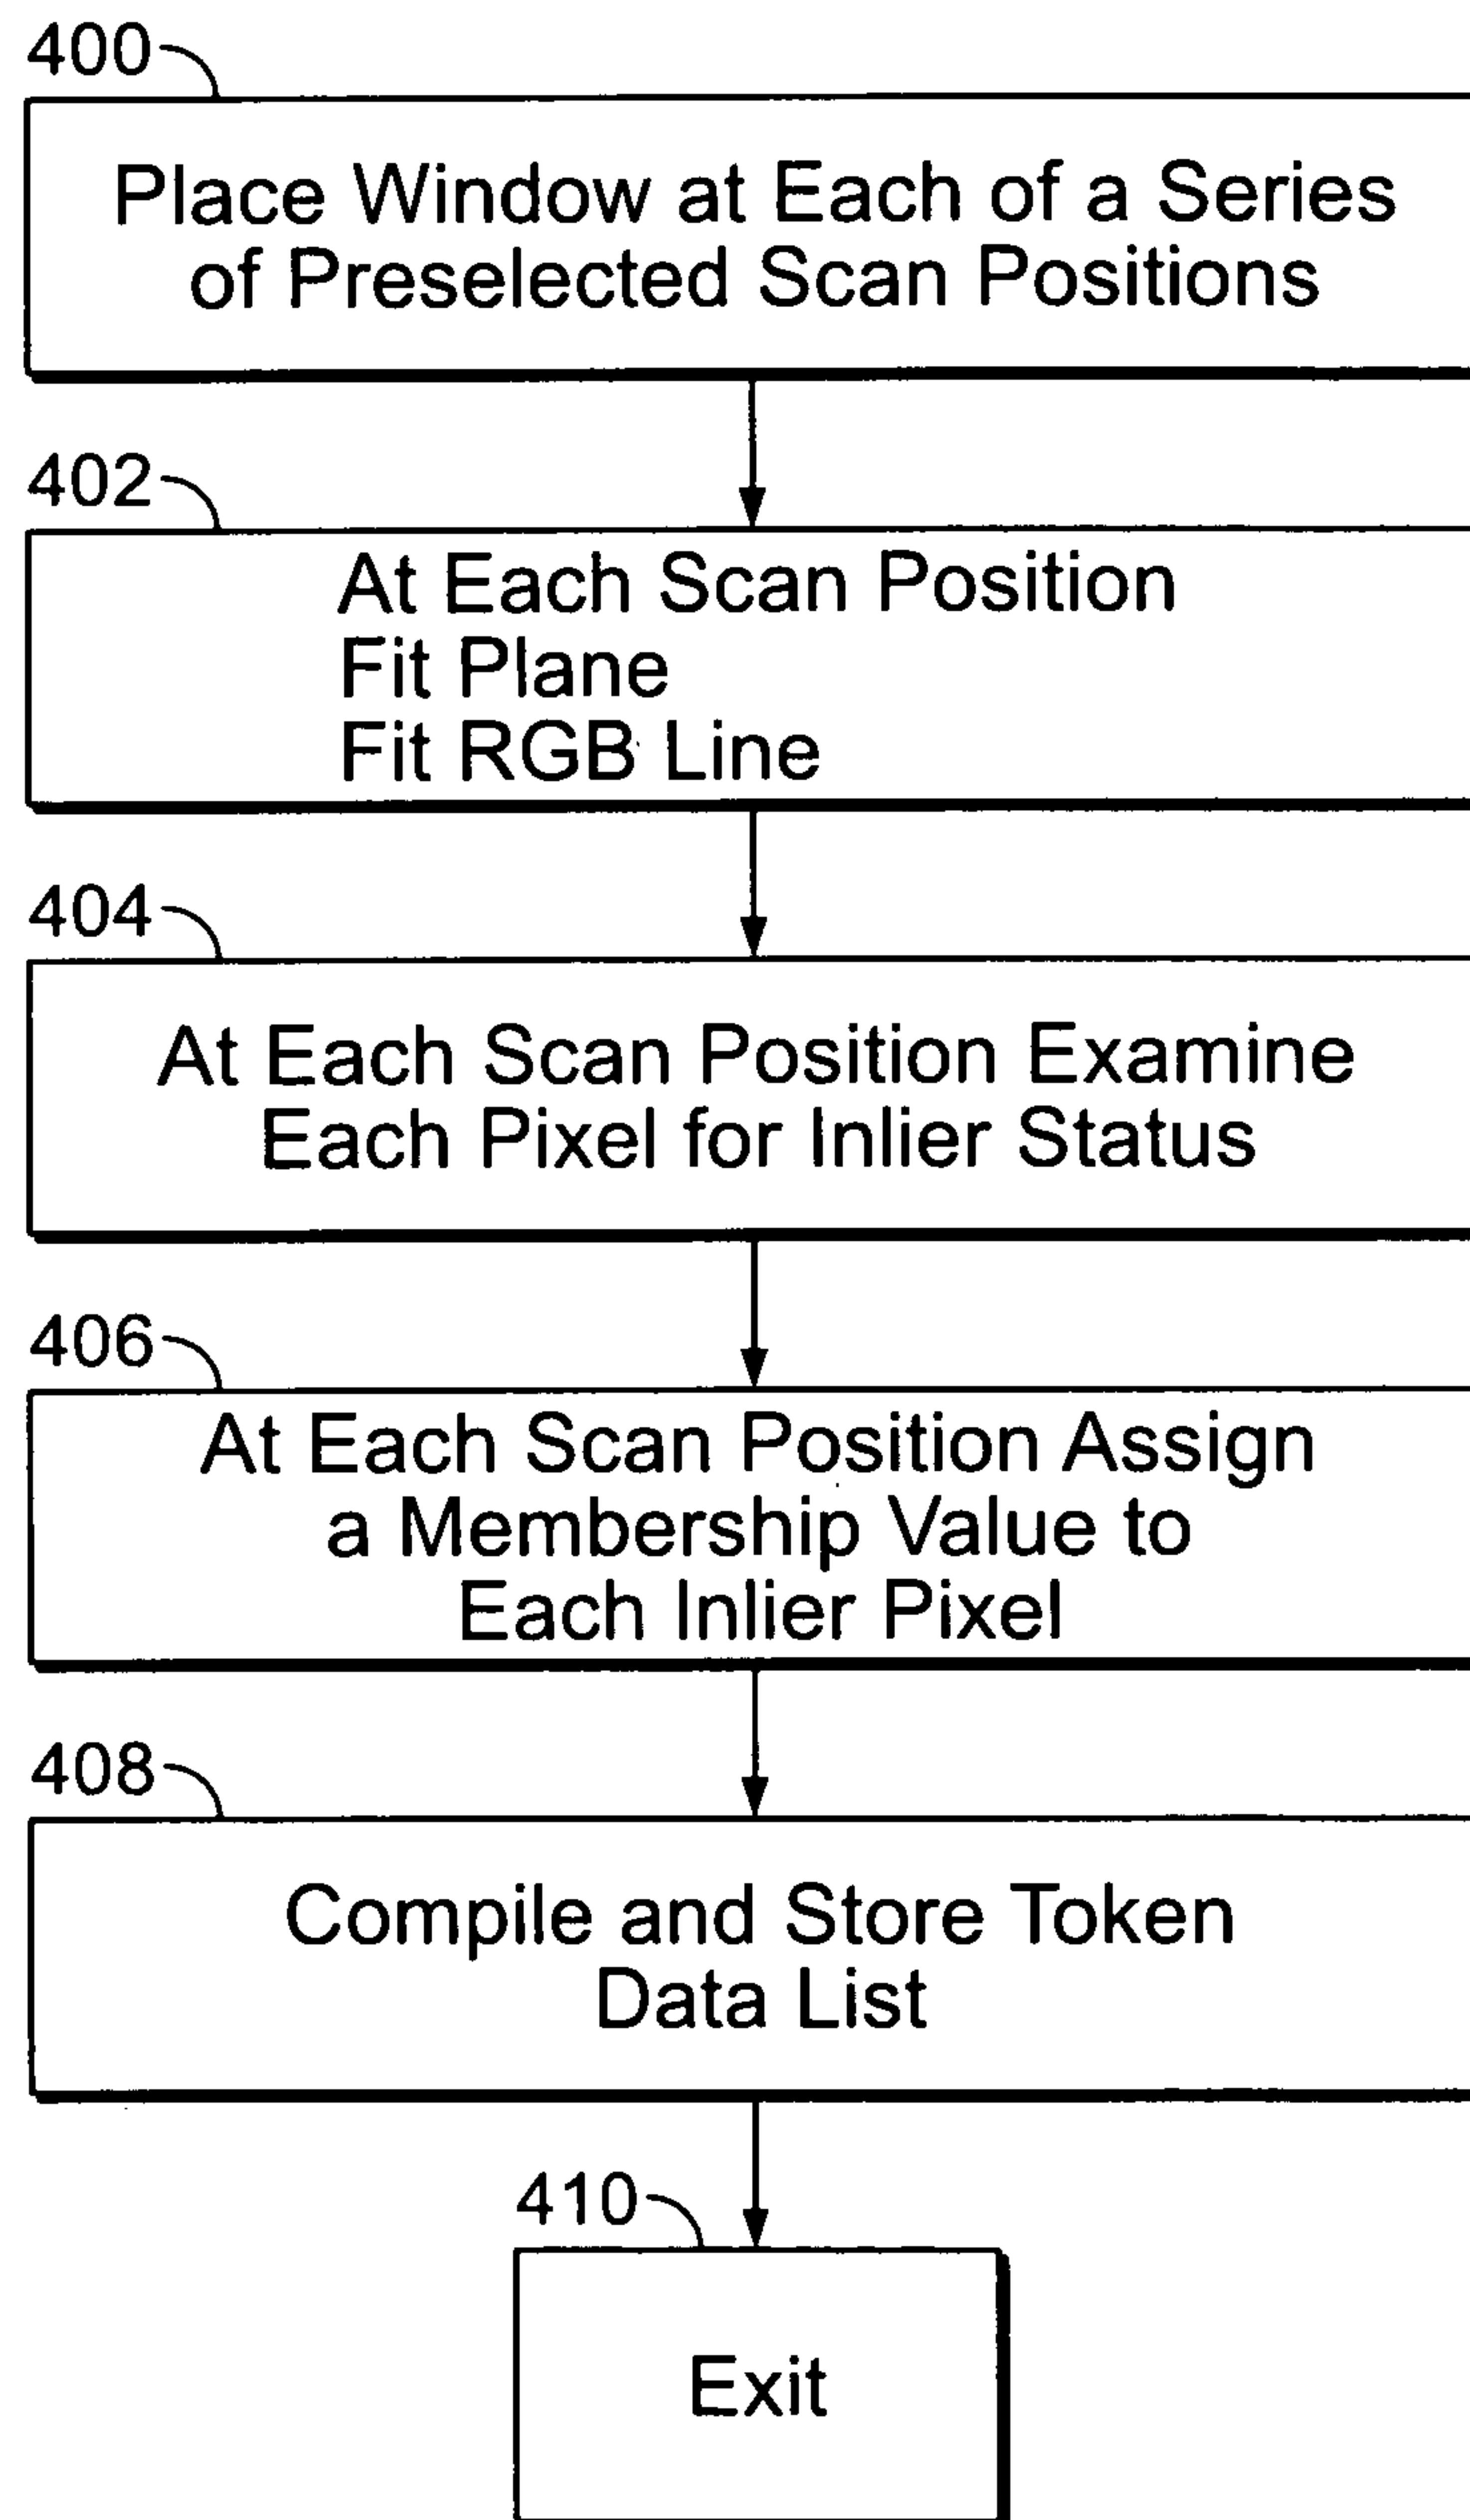 400
Place Window at Each of a Series
of Preselected Scan Positions
402
At Each Scan Position
Fit Plane
Fit RGB Line
404
At Each Scan Position Examine
Each Pixel for Inlier Status
406
At Each Scan Position Assign
a Membership Value to
Each Inlier Pixel
408
Compile and Store Token
Data List
410
Exit